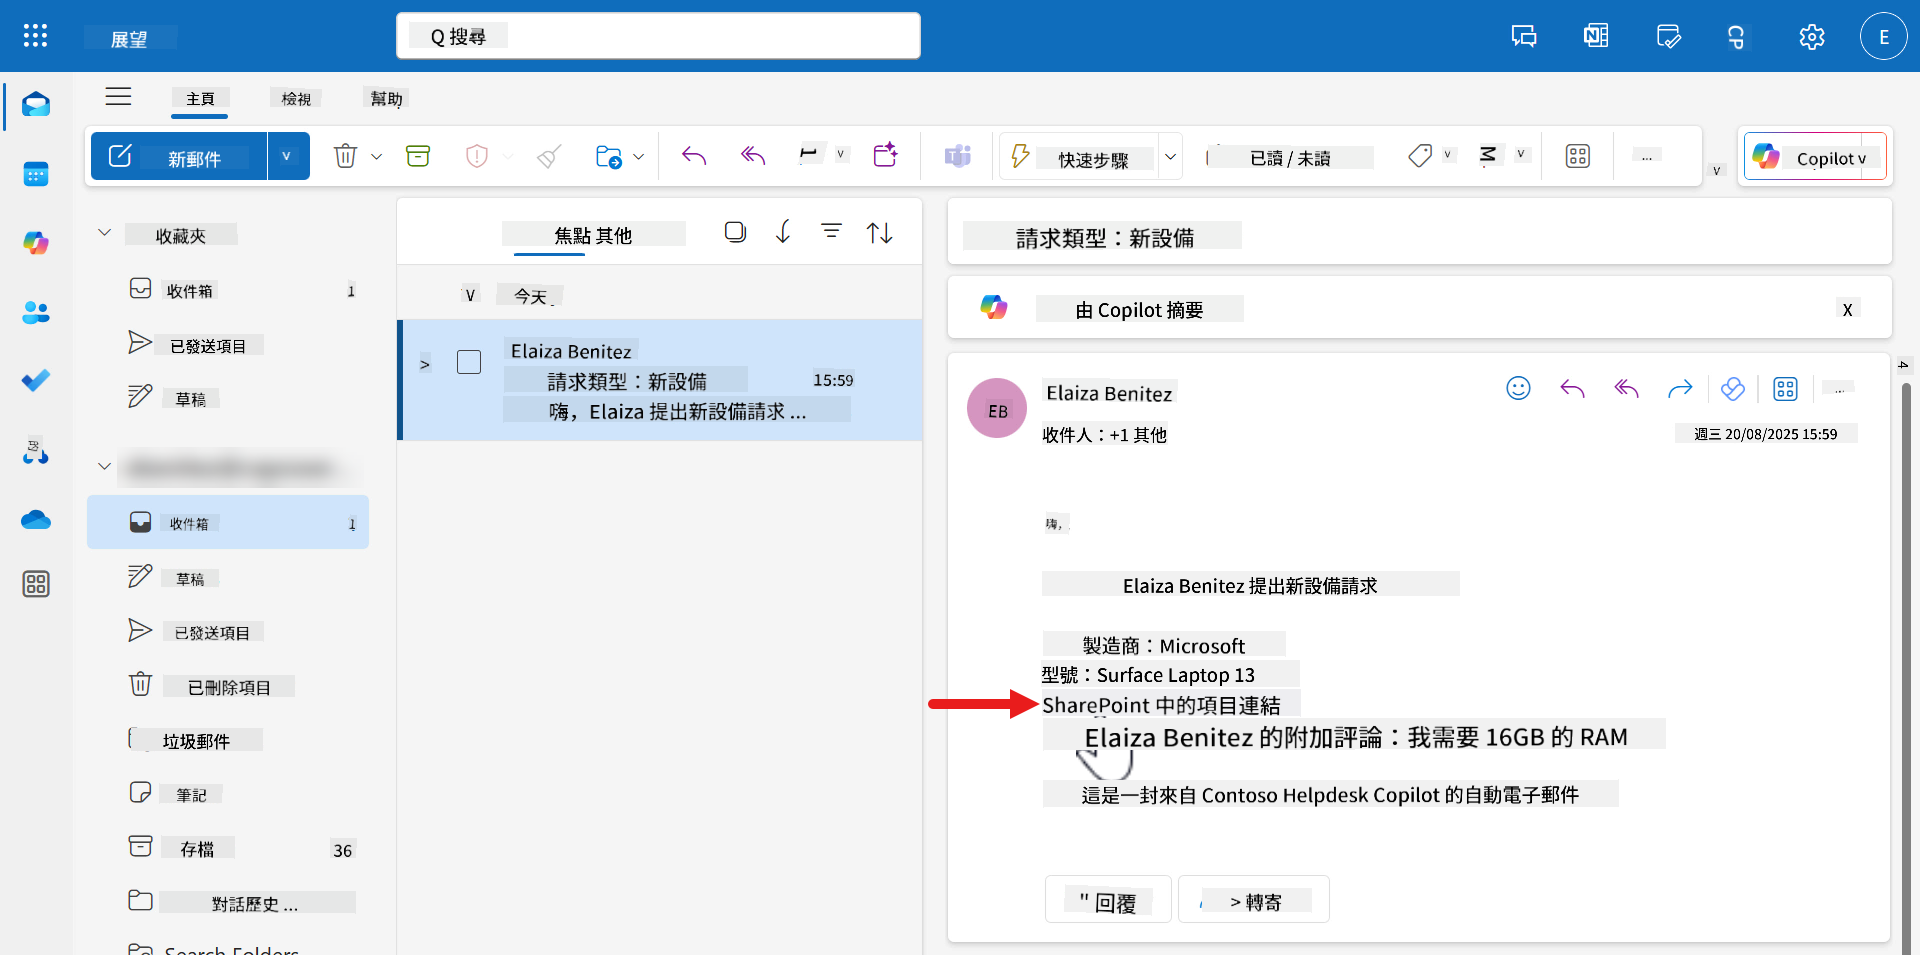 展望
Q 搜尋
E
主頁
檢視
幫助
新郵件
快速步驟
已讀 / 未讀
...
Copilot
收藏夾
收件箱 1
已發送項目
草稿
收件箱 1
草稿
已發送項目
已刪除項目
垃圾郵件
筆記
存檔 36
對話歷史 ...
Search Folders
焦點 其他
今天
Elaiza Benitez
請求類型：新設備 15:59
嗨，Elaiza 提出新設備請求 ...
請求類型：新設備
由 Copilot 摘要
X
EB
Elaiza Benitez
收件人：+1 其他
週三 20/08/2025 15:59
嗨，
Elaiza Benitez 提出新設備請求
製造商：Microsoft
型號：Surface Laptop 13
SharePoint 中的項目連結
Elaiza Benitez 的附加評論：我需要 16GB 的 RAM
這是一封來自 Contoso Helpdesk Copilot 的自動電子郵件
" 回覆
> 轉寄